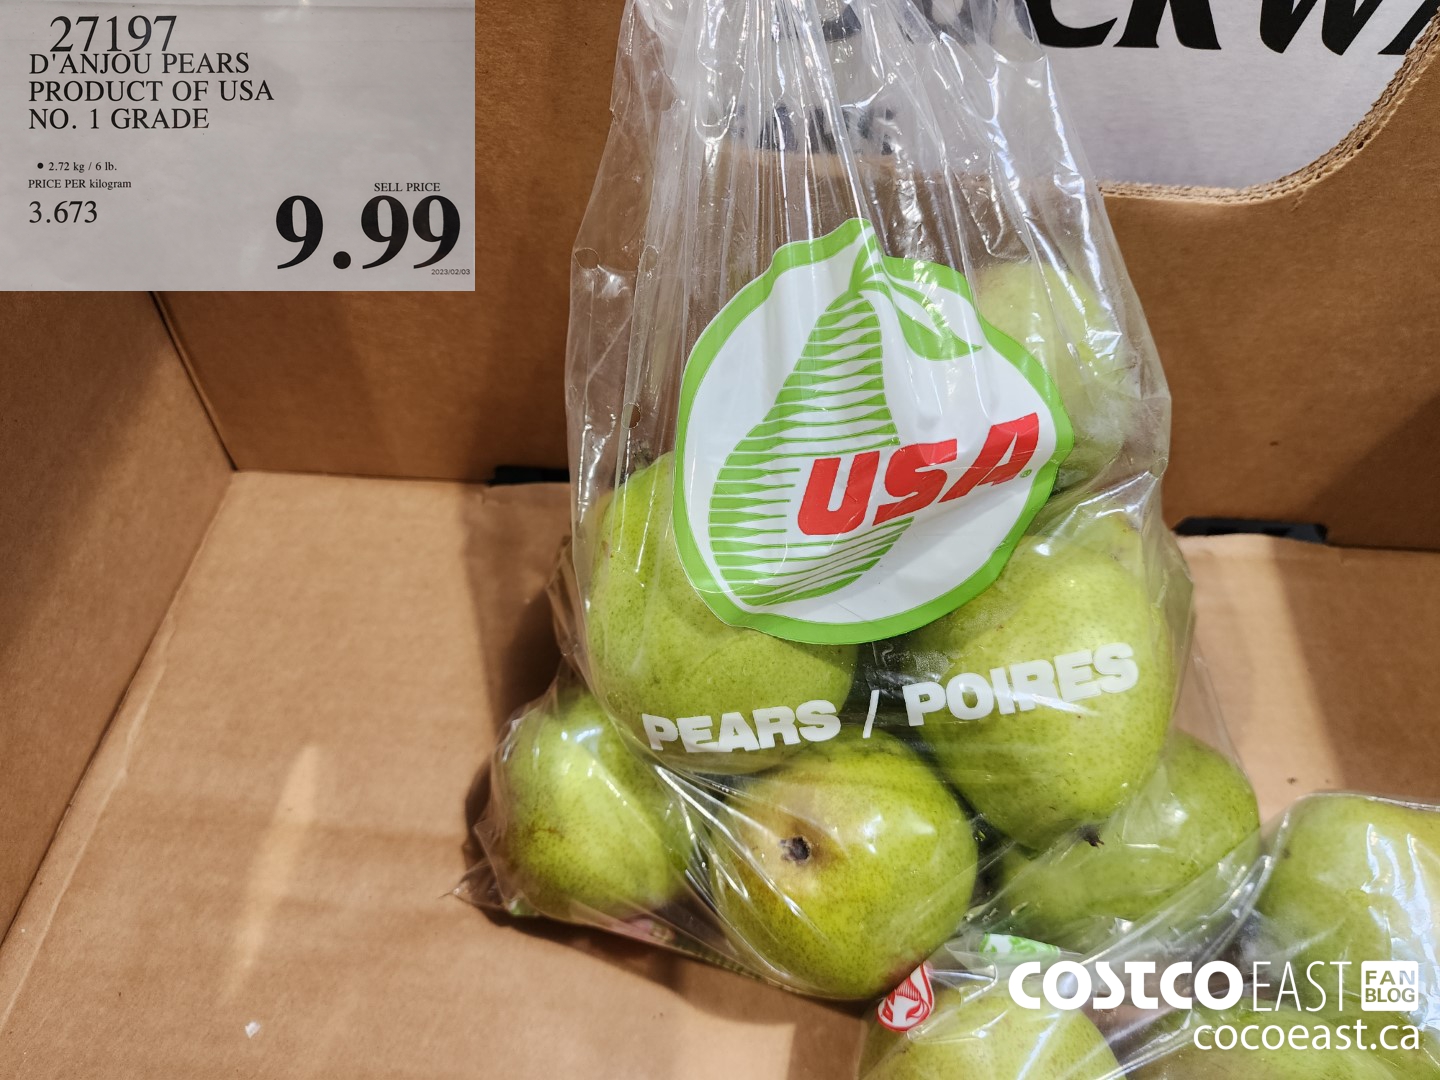 27197
D'ANJOU PEARS
PRODUCT OF USA
NO. 1 GRADE
• 2.72 kg / 6 lb.
PRICE PER kilogram
3.673
SELL PRICE
9.99
2023/02/03
USA
PEARS / POIRES
COSTCO EAST FAN BLOG
cocoeast.ca